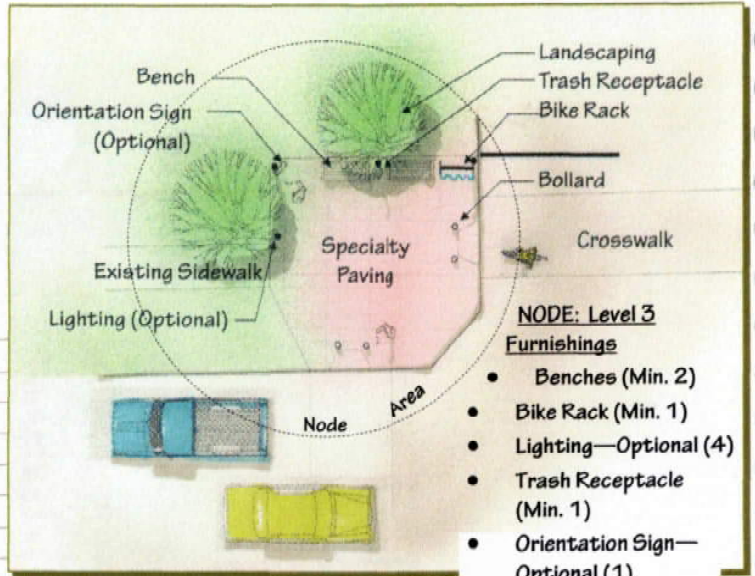 Landscaping
Bench
Trash Receptacle
Orientation Sign
(Optional)
Bike Rack
Bollard
Specialty
Paving
Crosswalk
Existing Sidewalk
Lighting (Optional)
Node Area
NODE: Level 3
Furnishings
• Benches (Min. 2)
• Bike Rack (Min. 1)
• Lighting—Optional (4)
• Trash Receptacle
(Min. 1)
• Orientation Sign—
Optional (1)